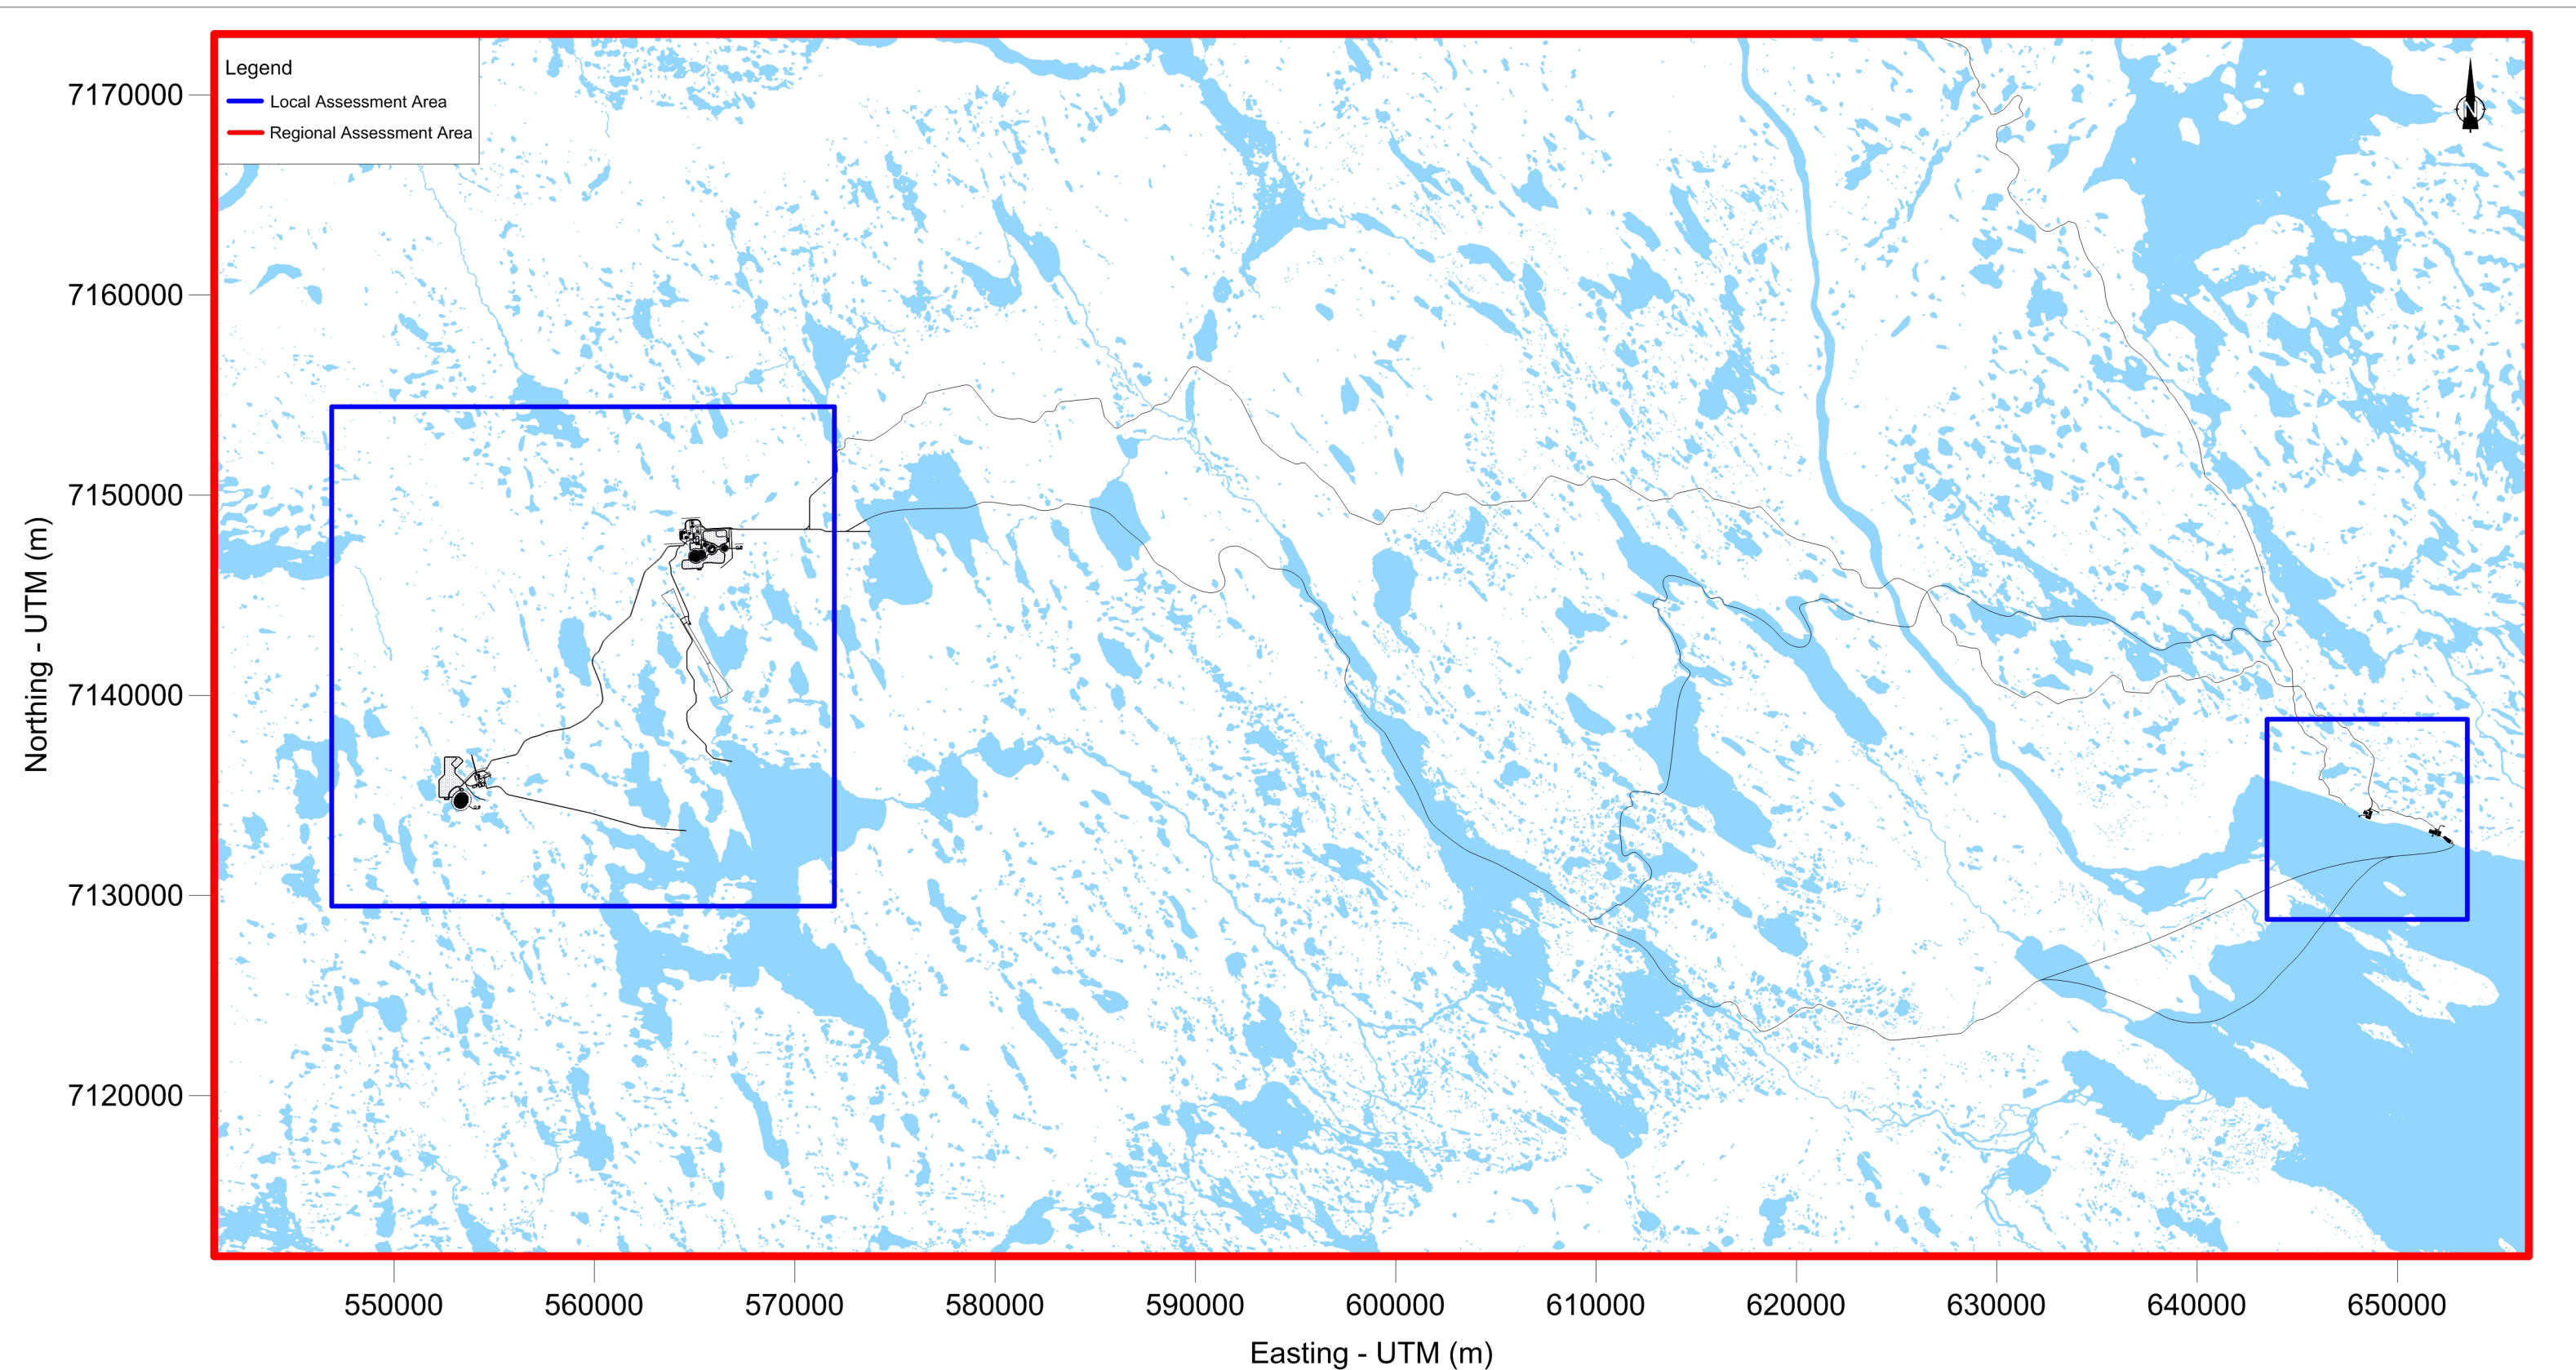 Legend
Local Assessment Area
Regional Assessment Area
N
7170000
7160000
7150000
7140000
7130000
7120000
Northing - UTM (m)
550000 560000 570000 580000 590000 600000 610000 620000 630000 640000 650000
Easting - UTM (m)